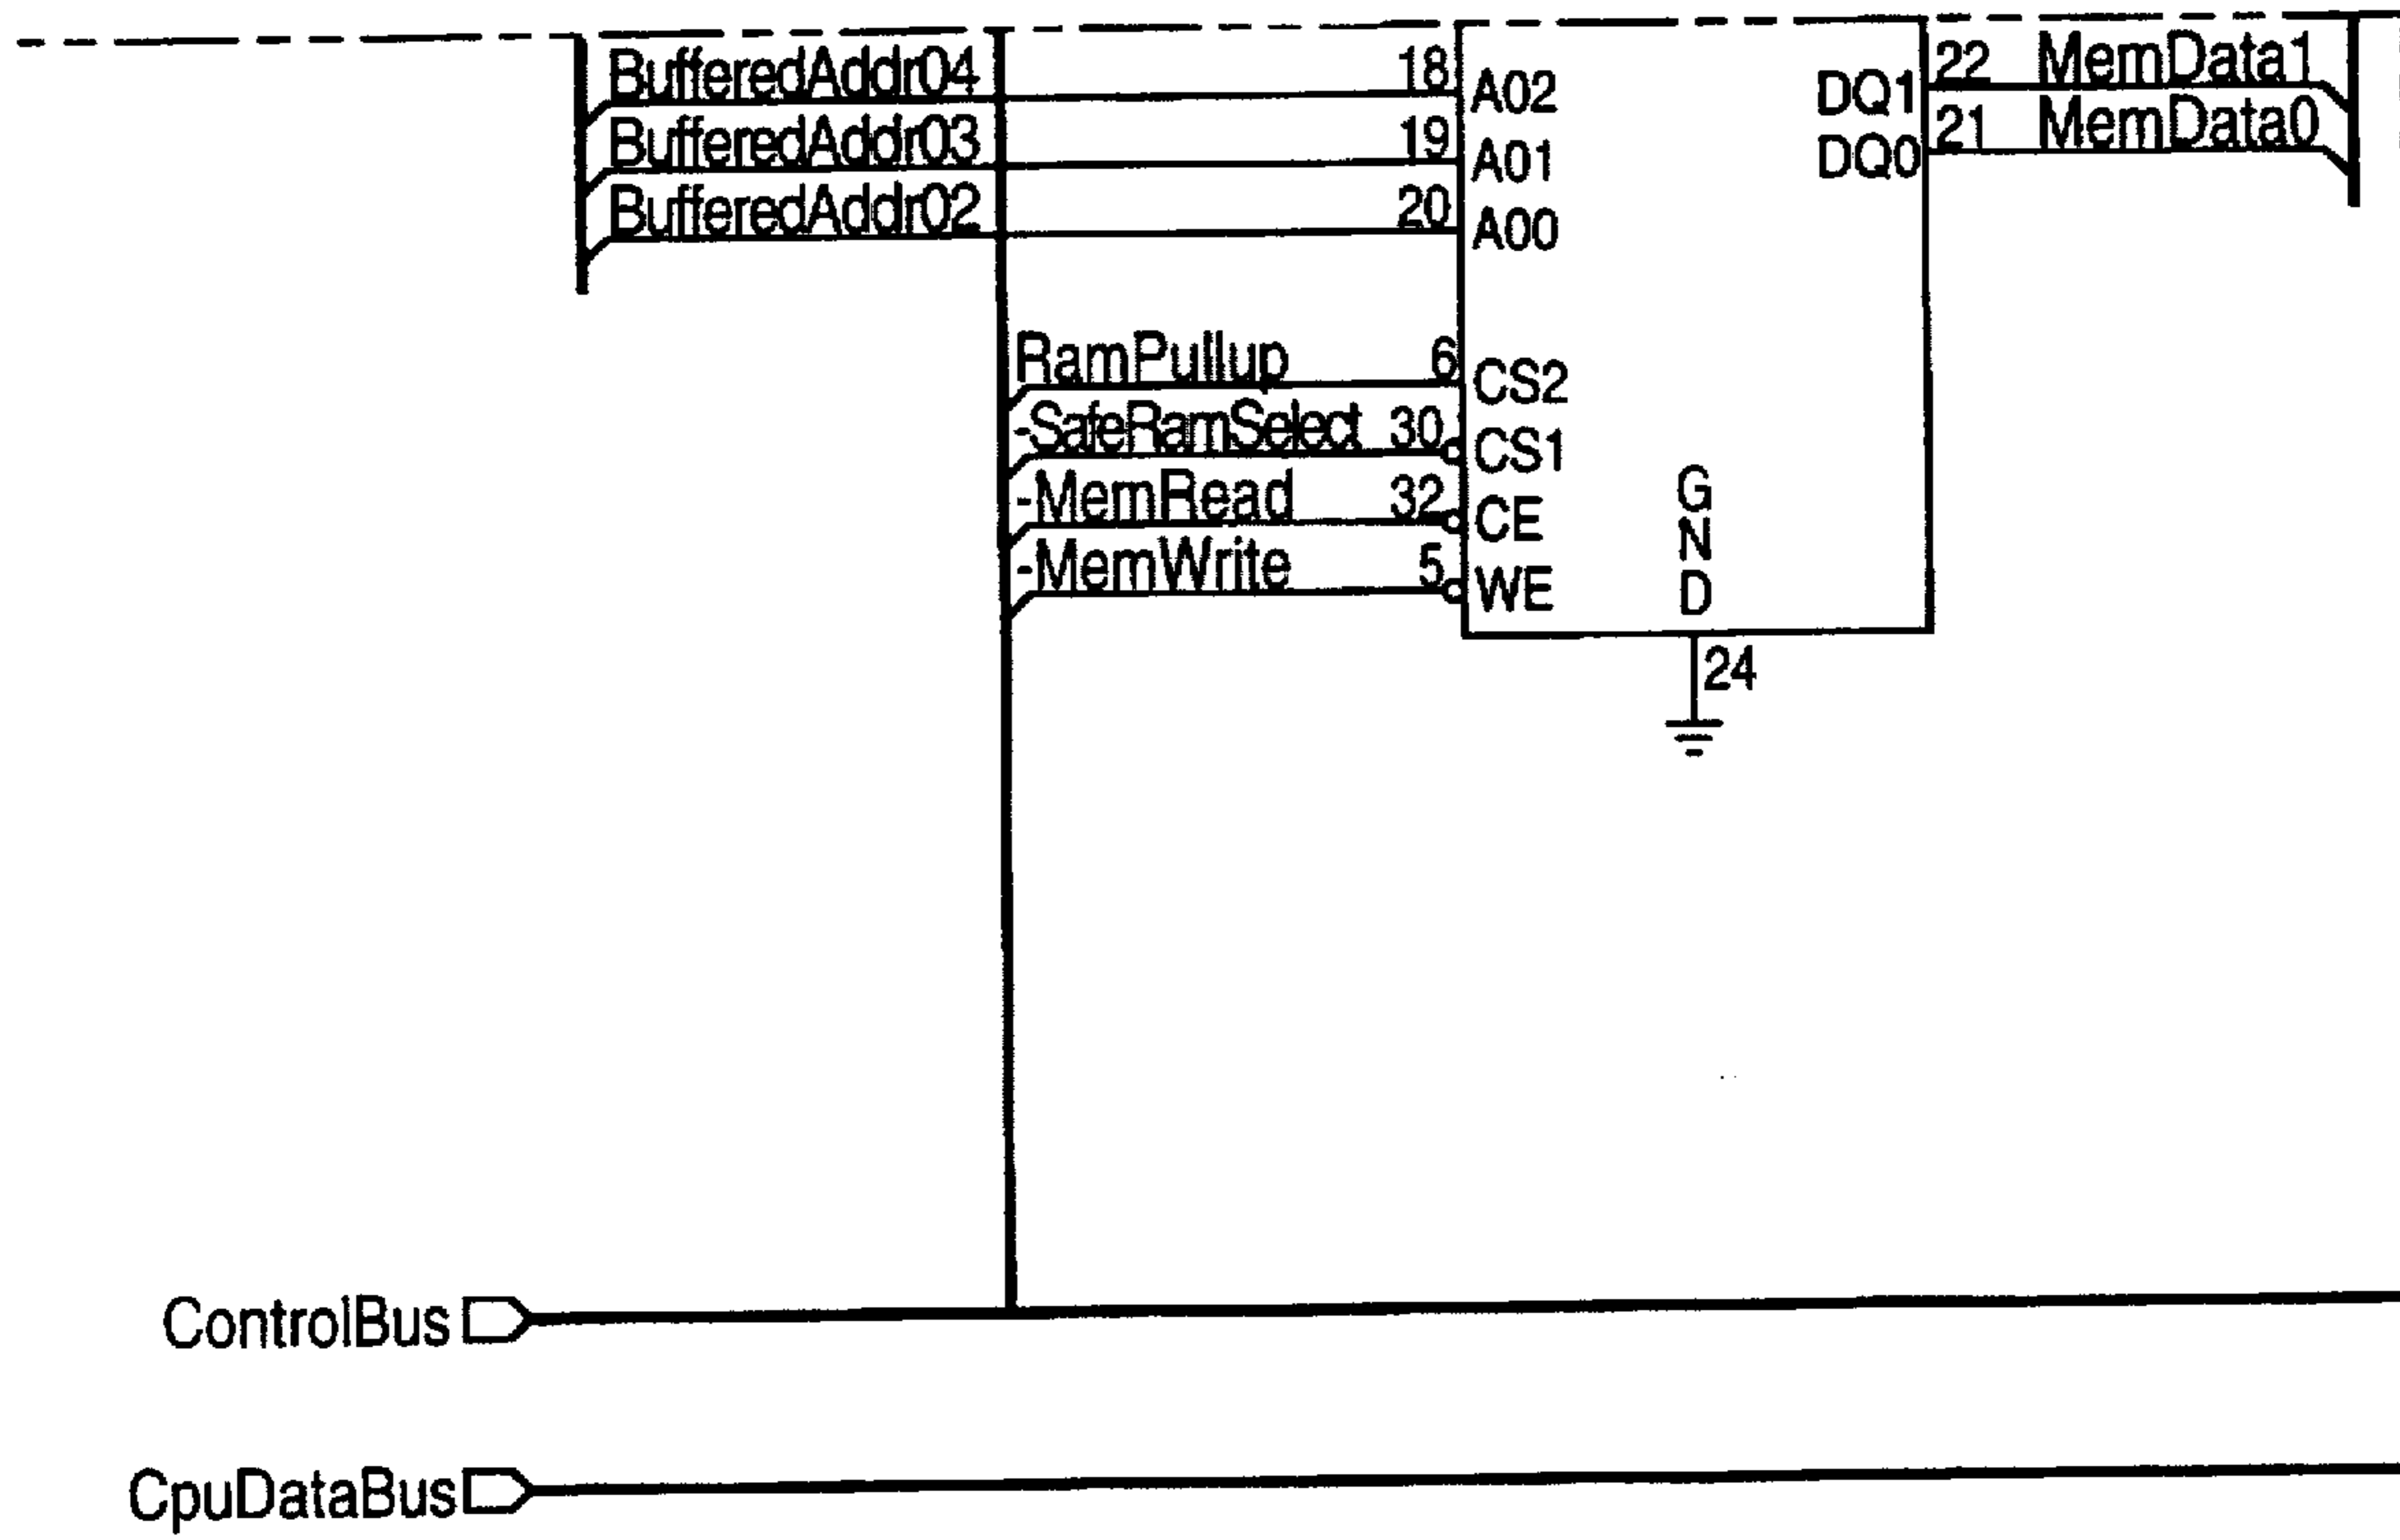 BufferedAddr04 18 A02 DQ1 22 MemData1
BufferedAddr03 19 A01 DQ0 21 MemData0
BufferedAddr02 20 A00
RamPullup 6 CS2
-SafeRamSelect 30 CS1
-MemRead 32 CE
-MemWrite 5 WE
GND
24
ControlBus
CpuDataBus